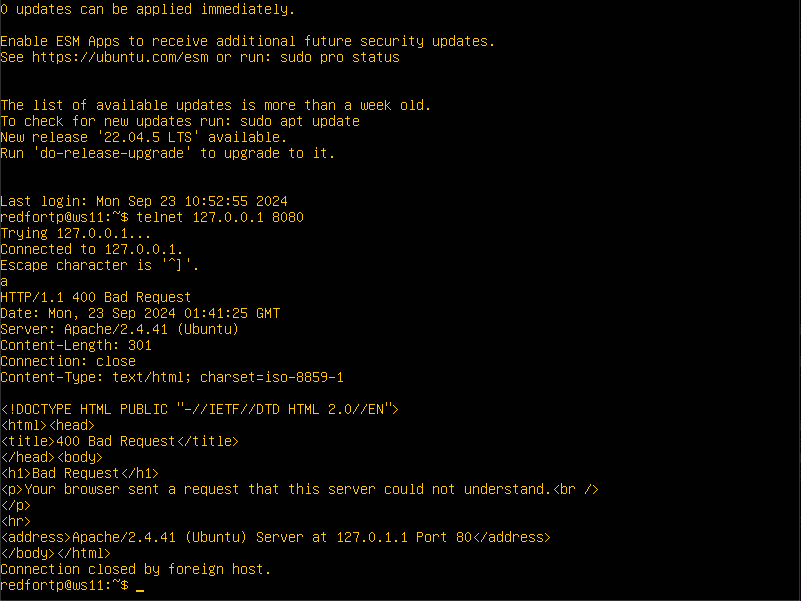 0 updates can be applied immediately.
Enable ESM Apps to receive additional future security updates.
See https://ubuntu.com/esm or run: sudo pro status
The list of available updates is more than a week old.
To check for new updates run: sudo apt update
New release '22.04.5 LTS' available.
Run 'do-release-upgrade' to upgrade to it.
Last login: Mon Sep 23 10:52:55 2024
redfortp@ws11:~$ telnet 127.0.0.1 8080
Trying 127.0.0.1...
Connected to 127.0.0.1.
Escape character is '^]'.
a
HTTP/1.1 400 Bad Request
Date: Mon, 23 Sep 2024 01:41:25 GMT
Server: Apache/2.4.41 (Ubuntu)
Content-Length: 301
Connection: close
Content-Type: text/html; charset=iso-8859-1
<!DOCTYPE HTML PUBLIC "-//IETF//DTD HTML 2.0//EN">
<html><head>
<title>400 Bad Request</title>
</head><body>
<h1>Bad Request</h1>
<p>Your browser sent a request that this server could not understand.<br />
</p>
<hr>
<address>Apache/2.4.41 (Ubuntu) Server at 127.0.1.1 Port 80</address>
</body></html>
Connection closed by foreign host.
redfortp@ws11:~$ _